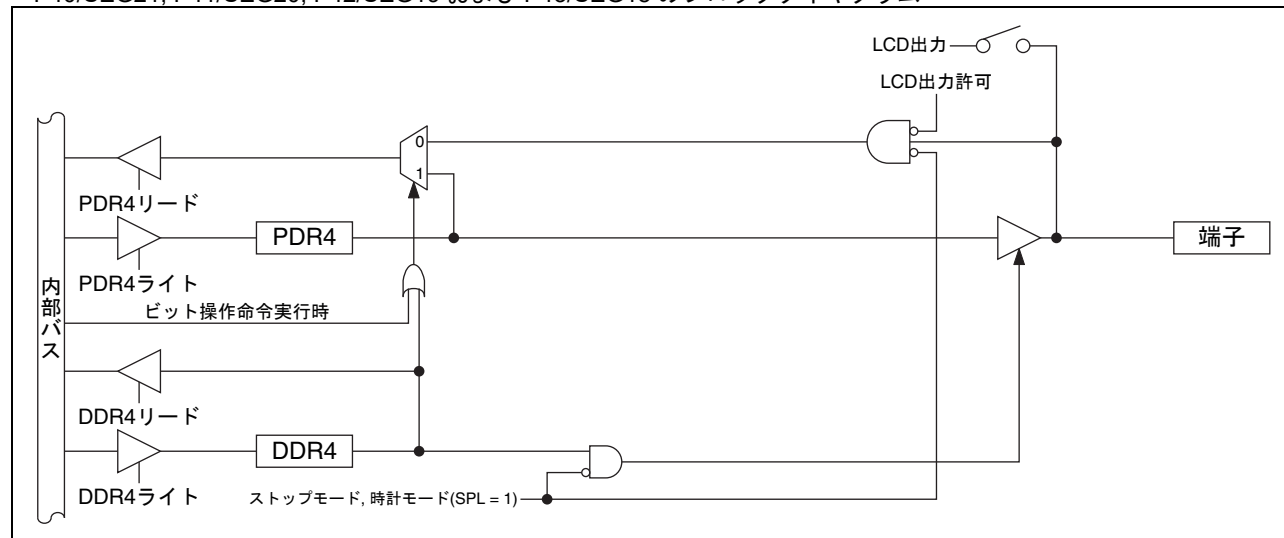 LCD出力
LCD出力許可
0
1
PDR4リード
PDR4
端子
PDR4ライト
内部バス
ビット操作命令実行時
DDR4リード
DDR4
DDR4ライト
ストップモード, 時計モード(SPL = 1)